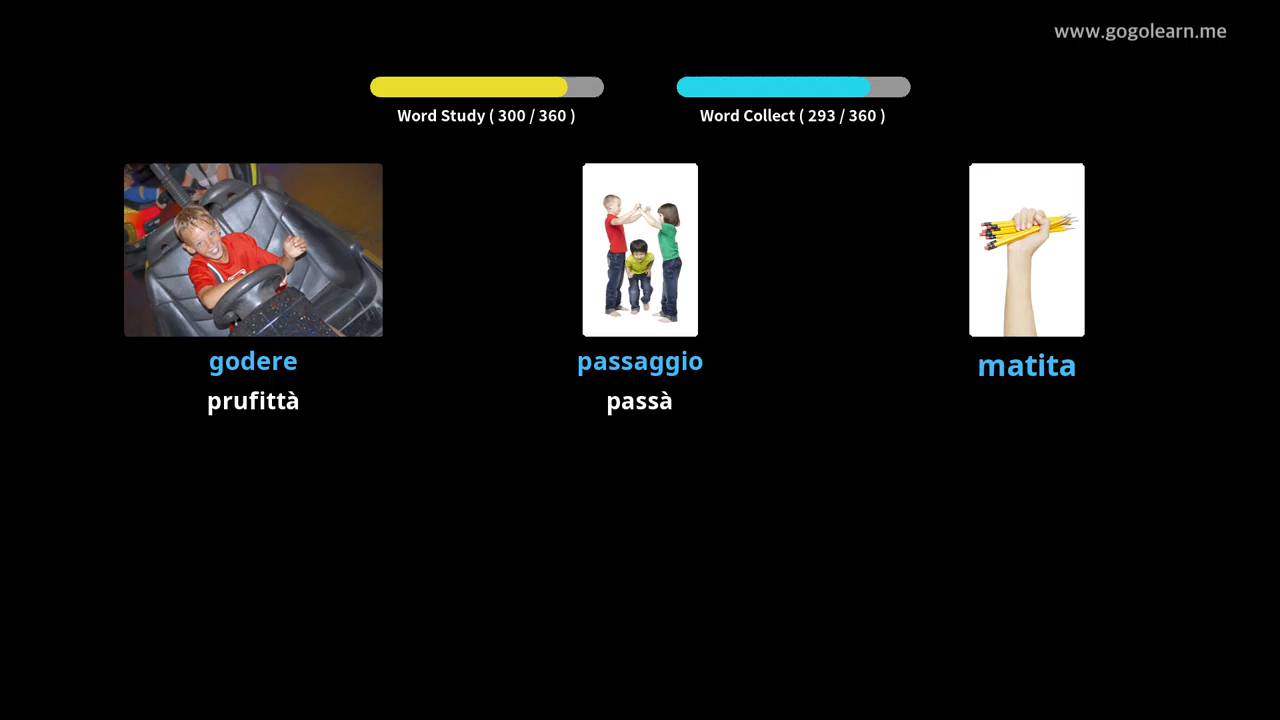 www.gogolearn.me
Word Study ( 300 / 360 )
Word Collect ( 293 / 360 )
godere
prufittà
passaggio
passà
matita